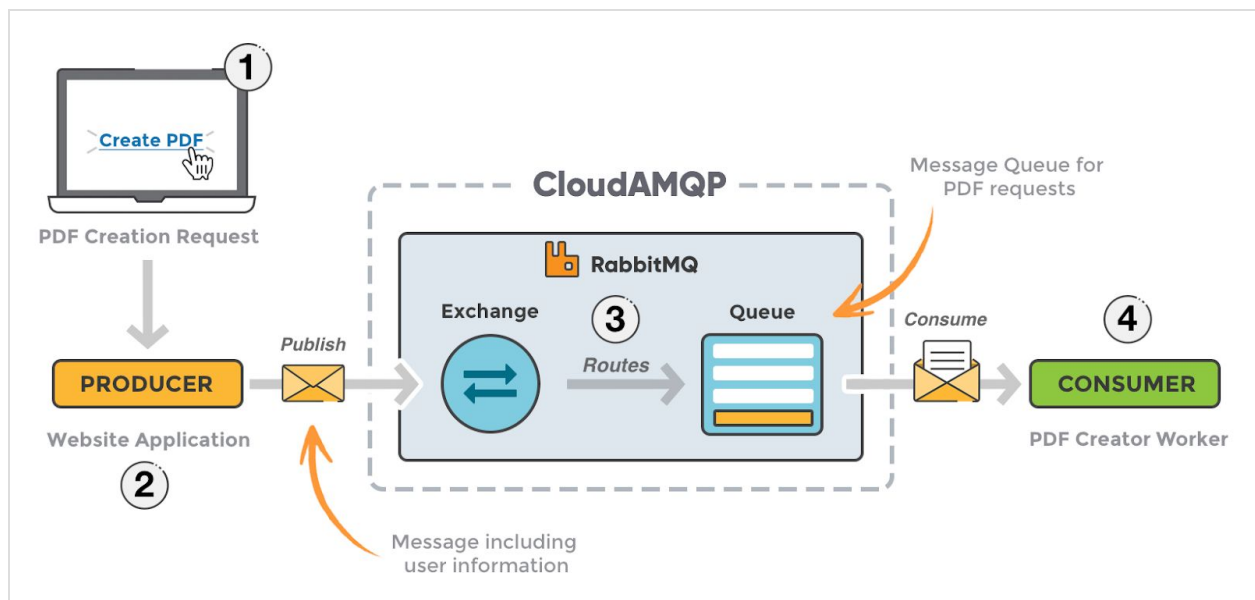 1
Create PDF
PDF Creation Request
CloudAMQP
Message Queue for
PDF requests
RabbitMQ
Exchange
3
Queue
Routes
Publish
Consume
4
PRODUCER
CONSUMER
Website Application
PDF Creator Worker
2
Message including
user information